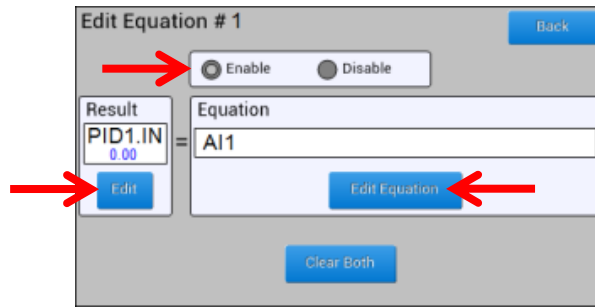 Edit Equation # 1
Back
Enable
Disable
Result
Equation
PID1.IN
=
AI1
0.00
Edit
Edit Equation
Clear Both